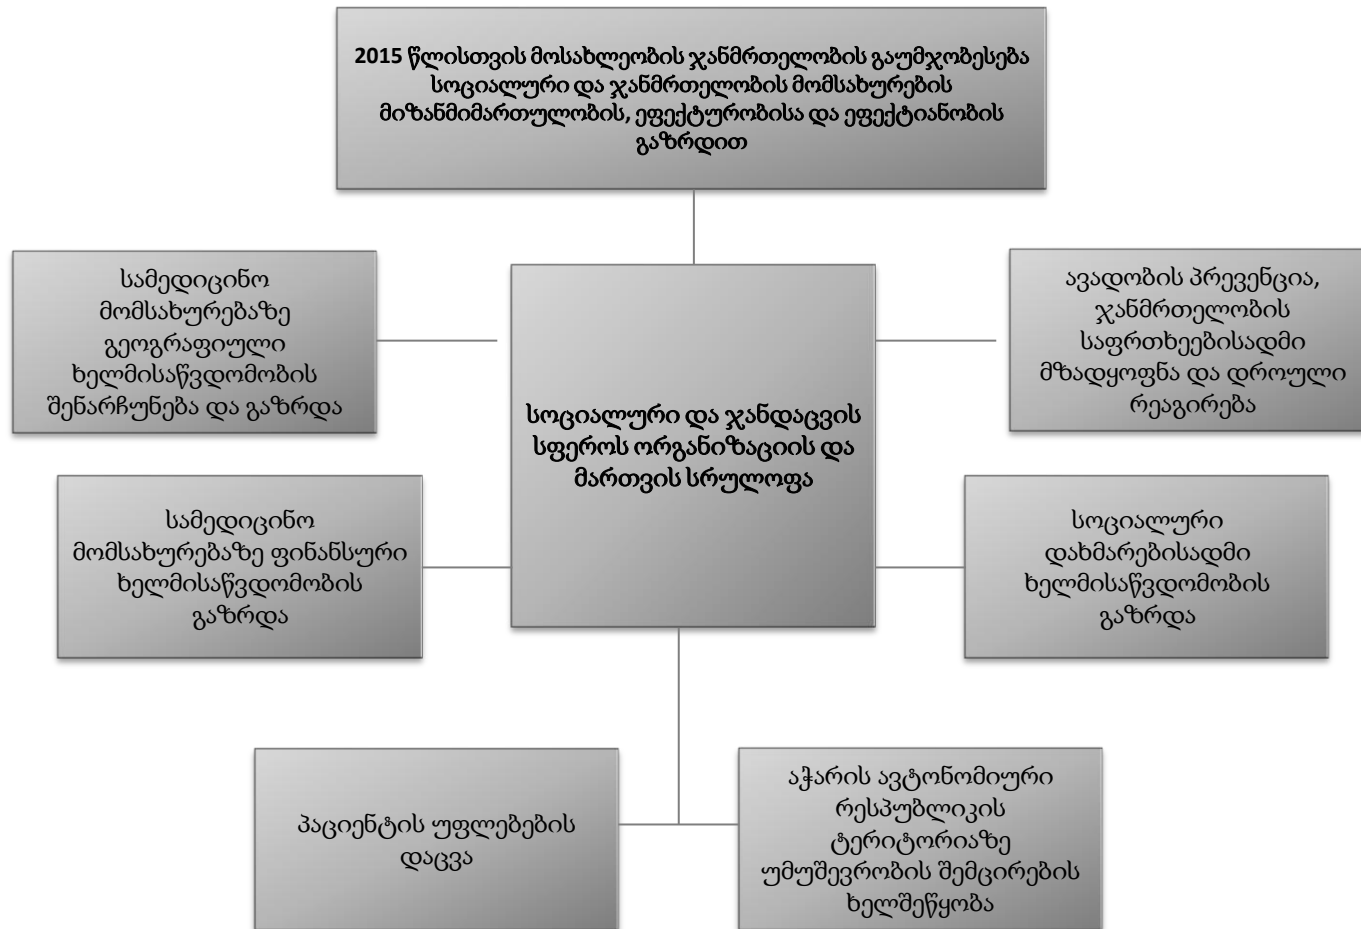 2015 წლისთვის მოსახლეობის ჯანმრთელობის გაუმჯობესება
სოციალური და ჯანმრთელობის მომსახურების
მიზანმიმართულობის, ეფექტურობისა და ეფექტიანობის
გაზრდით
სამედიცინო
მომსახურებაზე
გეოგრაფიული
ხელმისაწვდომობის
შენარჩუნება და გაზრდა
ავადობის პრევენცია,
ჯანმრთელობის
საფრთხეებისადმი
მზადყოფნა და დროული
რეაგირება
სოციალური და ჯანდაცვის
სფეროს ორგანიზაციის და
მართვის სრულოფა
სამედიცინო
მომსახურებაზე ფინანსური
ხელმისაწვდომობის
გაზრდა
სოციალური
დახმარებისადმი
ხელმისაწვდომობის
გაზრდა
პაციენტის უფლებების
დაცვა
აჭარის ავტონომიური
რესპუბლიკის
ტერიტორიაზე
უმუშევრობის შემცირების
ხელშეწყობა